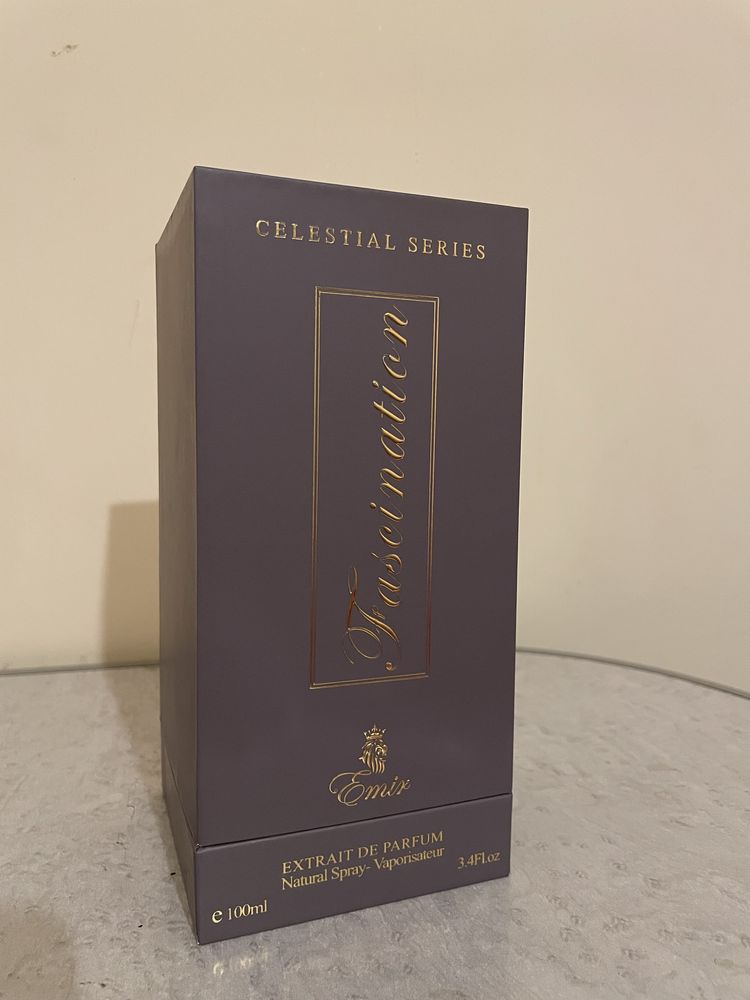 CELESTIAL SERIES
Fascination
Emir
EXTRAIT DE PARFUM
Natural Spray- Vaporisateur
3.4Fl.oz
e 100ml